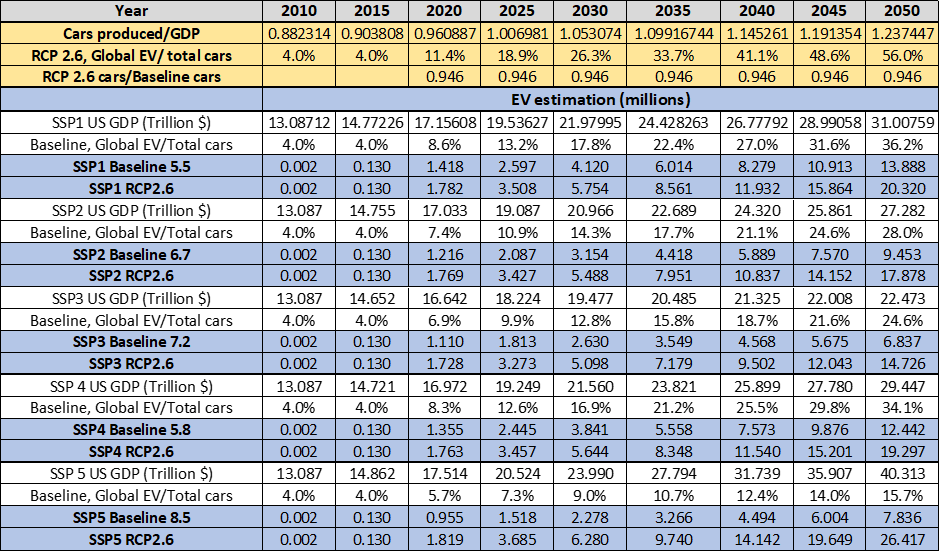 Year 2010 2015 2020 2025 2030 2035 2040 2045 2050
Cars produced/GDP 0.882314 0.903808 0.960887 1.006981 1.053074 1.09916744 1.145261 1.191354 1.237447
RCP 2.6, Global EV/ total cars 4.0% 4.0% 11.4% 18.9% 26.3% 33.7% 41.1% 48.6% 56.0%
RCP 2.6 cars/Baseline cars 0.946 0.946 0.946 0.946 0.946 0.946 0.946
EV estimation (millions)
SSP1 US GDP (Trillion $) 13.08712 14.77226 17.15608 19.53627 21.97995 24.428263 26.77792 28.99058 31.00759
Baseline, Global EV/Total cars 4.0% 4.0% 8.6% 13.2% 17.8% 22.4% 27.0% 31.6% 36.2%
SSP1 Baseline 5.5 0.002 0.130 1.418 2.597 4.120 6.014 8.279 10.913 13.888
SSP1 RCP2.6 0.002 0.130 1.782 3.508 5.754 8.561 11.932 15.864 20.320
SSP2 US GDP (Trillion $) 13.087 14.755 17.033 19.087 20.966 22.689 24.320 25.861 27.282
Baseline, Global EV/Total cars 4.0% 4.0% 7.4% 10.9% 14.3% 17.7% 21.1% 24.6% 28.0%
SSP2 Baseline 6.7 0.002 0.130 1.216 2.087 3.154 4.418 5.889 7.570 9.453
SSP2 RCP2.6 0.002 0.130 1.769 3.427 5.488 7.951 10.837 14.152 17.878
SSP3 US GDP (Trillion $) 13.087 14.652 16.642 18.224 19.477 20.485 21.325 22.008 22.473
Baseline, Global EV/Total cars 4.0% 4.0% 6.9% 9.9% 12.8% 15.8% 18.7% 21.6% 24.6%
SSP3 Baseline 7.2 0.002 0.130 1.110 1.813 2.630 3.549 4.568 5.675 6.837
SSP3 RCP2.6 0.002 0.130 1.728 3.273 5.098 7.179 9.502 12.043 14.726
SSP 4 US GDP (Trillion $) 13.087 14.721 16.972 19.249 21.560 23.821 25.899 27.780 29.447
Baseline, Global EV/Total cars 4.0% 4.0% 8.3% 12.6% 16.9% 21.2% 25.5% 29.8% 34.1%
SSP4 Baseline 5.8 0.002 0.130 1.355 2.445 3.841 5.558 7.573 9.876 12.442
SSP4 RCP2.6 0.002 0.130 1.763 3.457 5.644 8.348 11.540 15.201 19.297
SSP 5 US GDP (Trillion $) 13.087 14.862 17.514 20.524 23.990 27.794 31.739 35.907 40.313
Baseline, Global EV/Total cars 4.0% 4.0% 5.7% 7.3% 9.0% 10.7% 12.4% 14.0% 15.7%
SSP5 Baseline 8.5 0.002 0.130 0.955 1.518 2.278 3.266 4.494 6.004 7.836
SSP5 RCP2.6 0.002 0.130 1.819 3.685 6.280 9.740 14.142 19.649 26.417